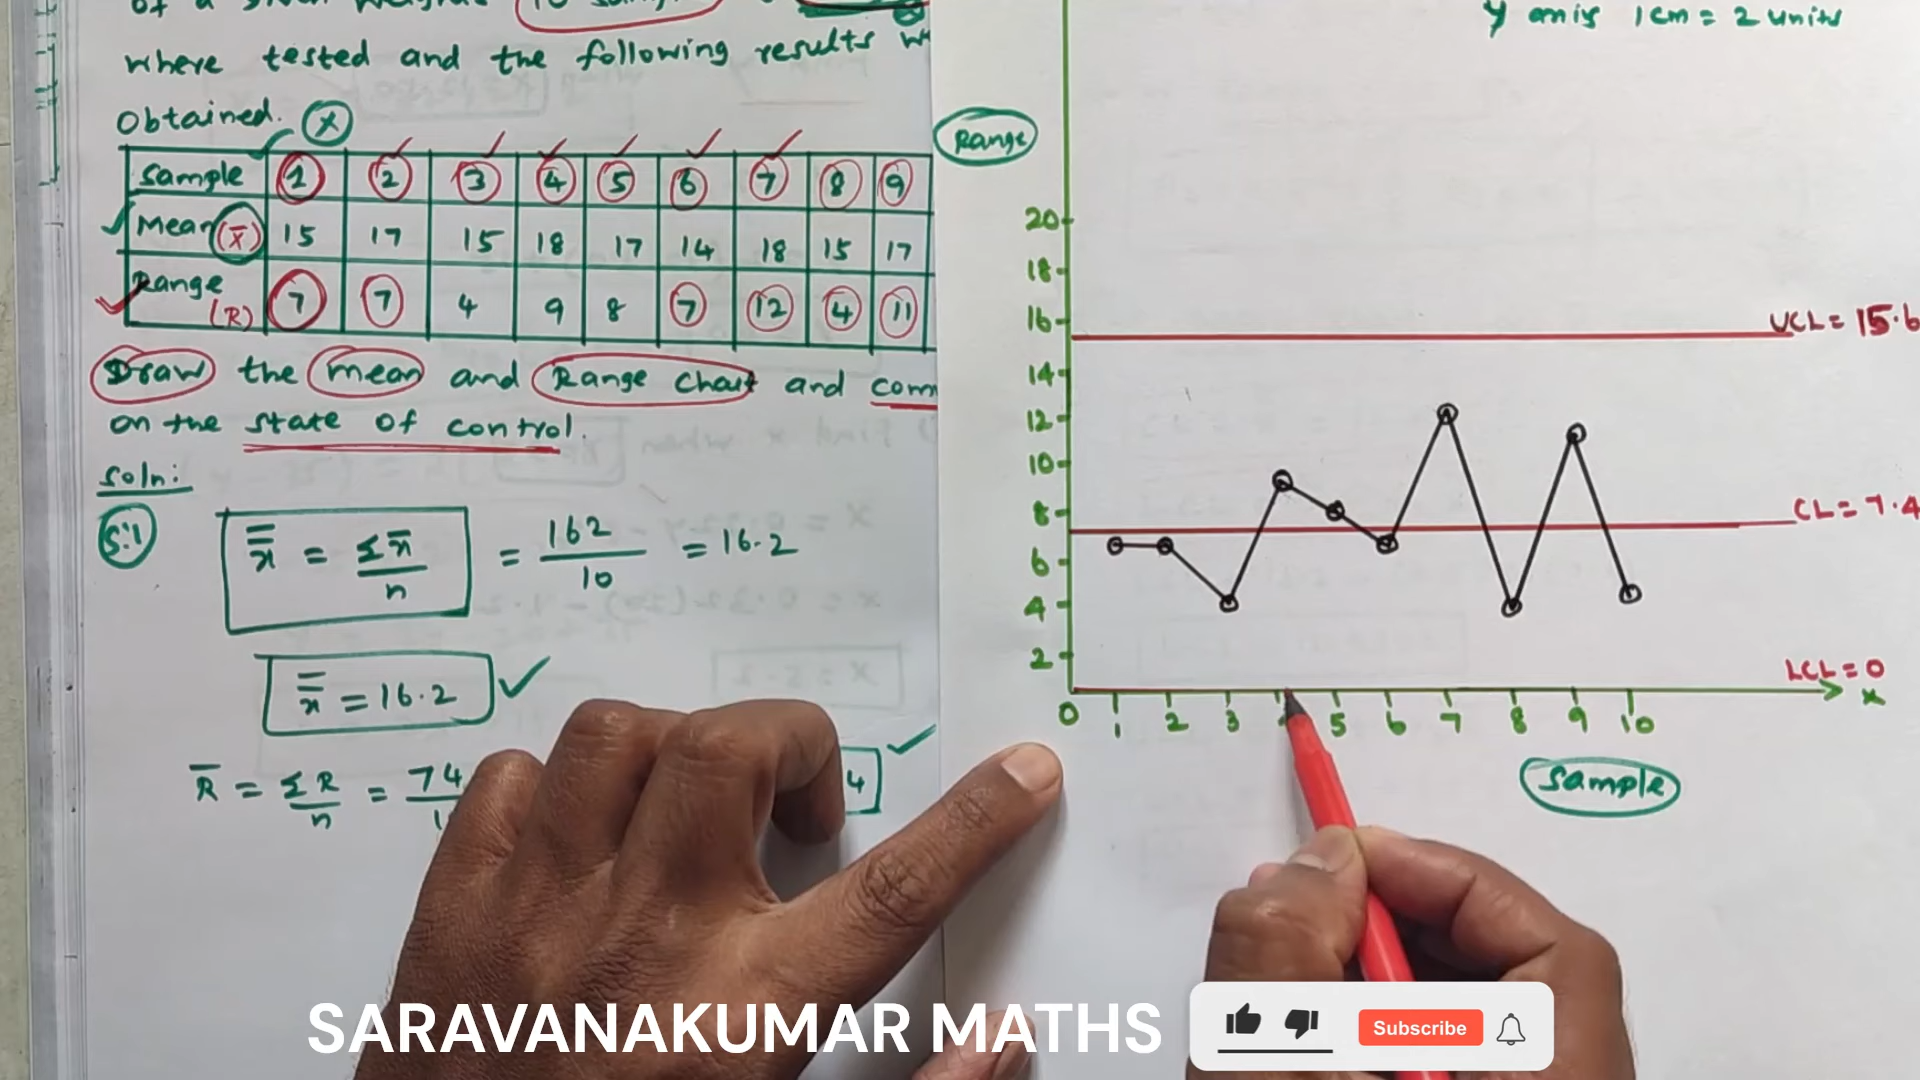 where tested and the following results
Obtained. (X)
Sample 1 2 3 4 5 6 7 8 9
Mean (x̄) 15 17 15 18 17 14 18 15 17
Range (R) 7 7 4 9 8 7 12 4 11
Draw the mean and Range Chart and com
on the state of control.
Soln:
S:1
x̿ = Σx̄/n = 162/10 = 16.2
x̿ = 16.2 ✓
R̄ = ΣR/n = 74
4
Y axis 1cm = 2 units
Range
20
18
16
UCL = 15.6
14
12
10
8
CL = 7.4
6
4
2
LCL = 0
0 1 2 3 5 6 7 8 9 10 x
Sample
SARAVANAKUMAR MATHS
Subscribe